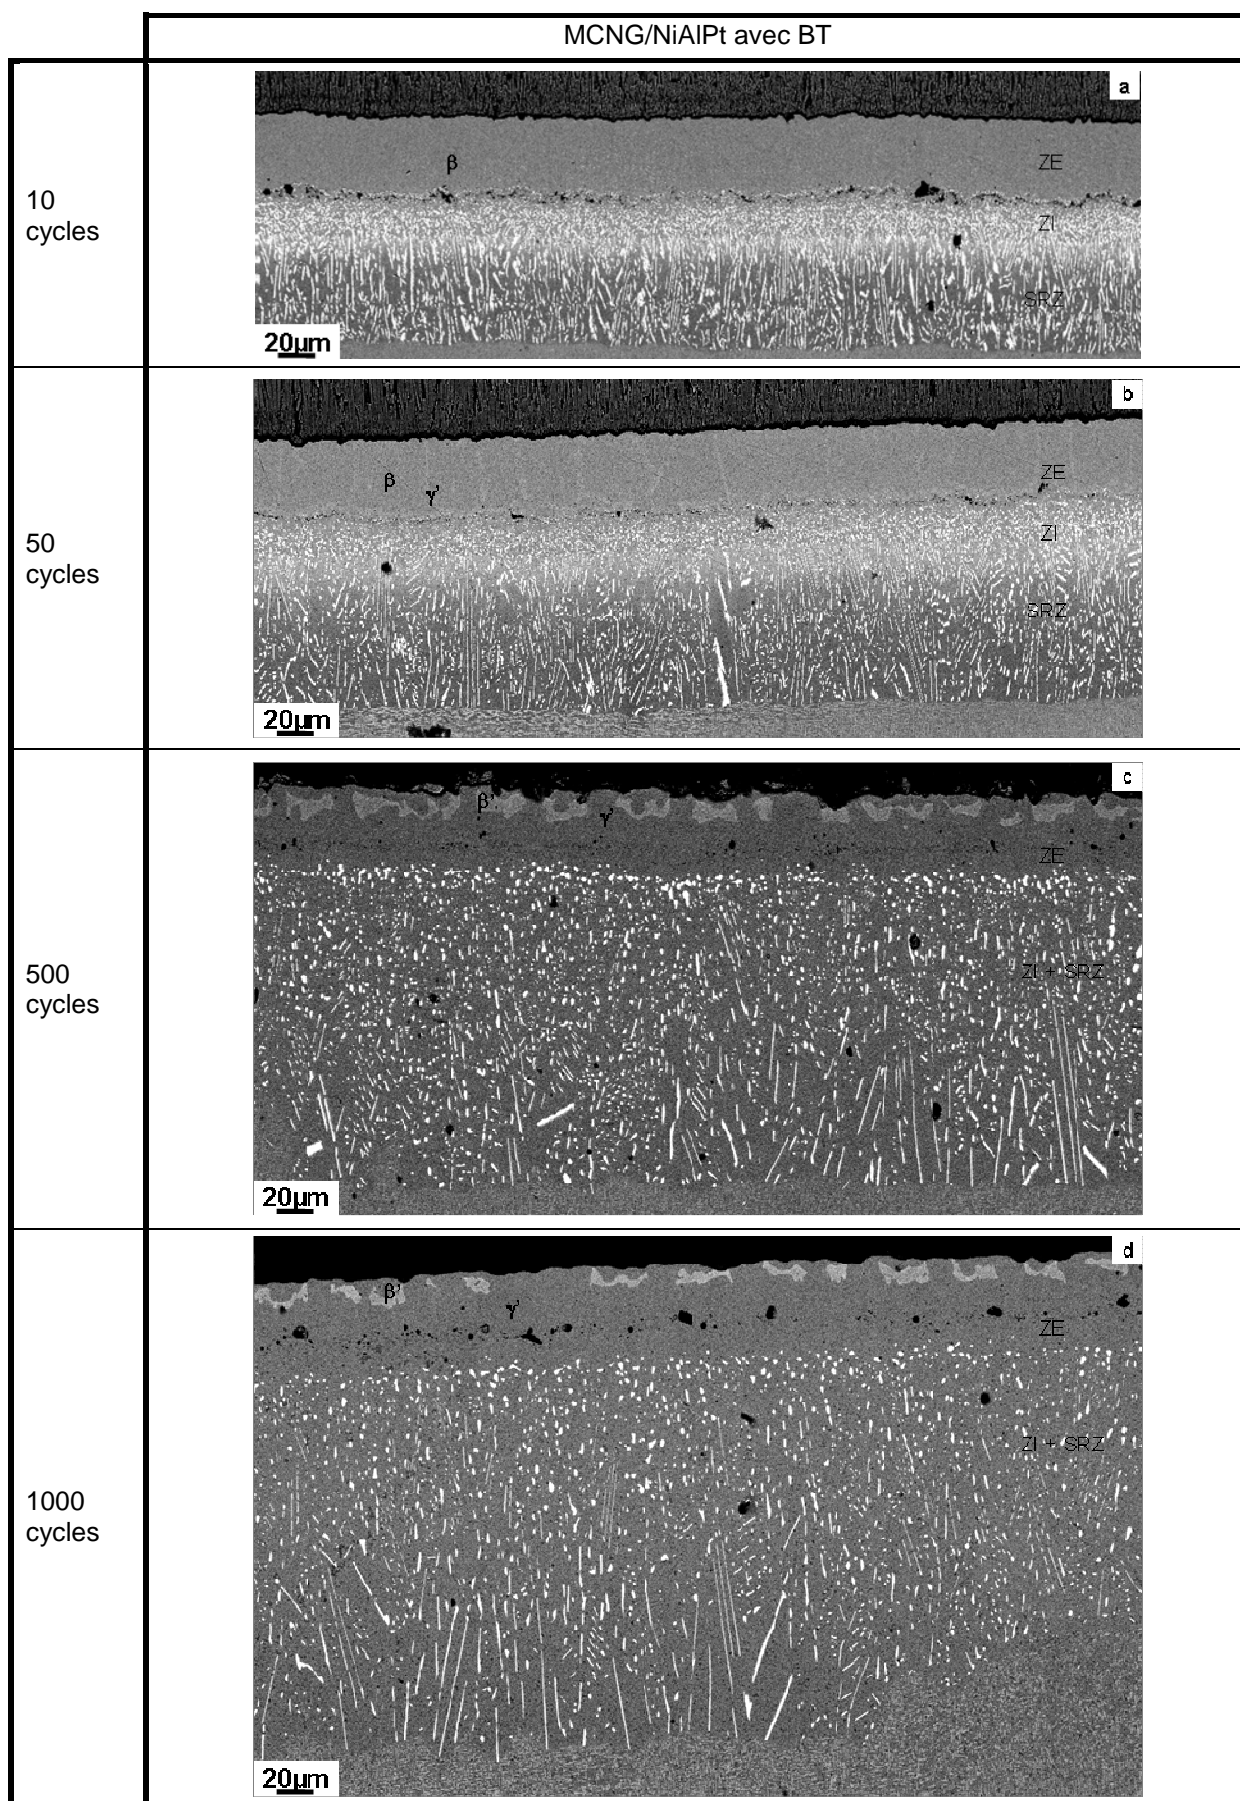 MCNG/NiAlPt avec BT
10
cycles
a
β
ZE
ZI
SRZ
20µm
50
cycles
b
β
γ'
ZE
ZI
SRZ
20µm
500
cycles
c
β'
γ'
ZE
ZI + SRZ
20µm
1000
cycles
d
β'
γ'
ZE
ZI + SRZ
20µm